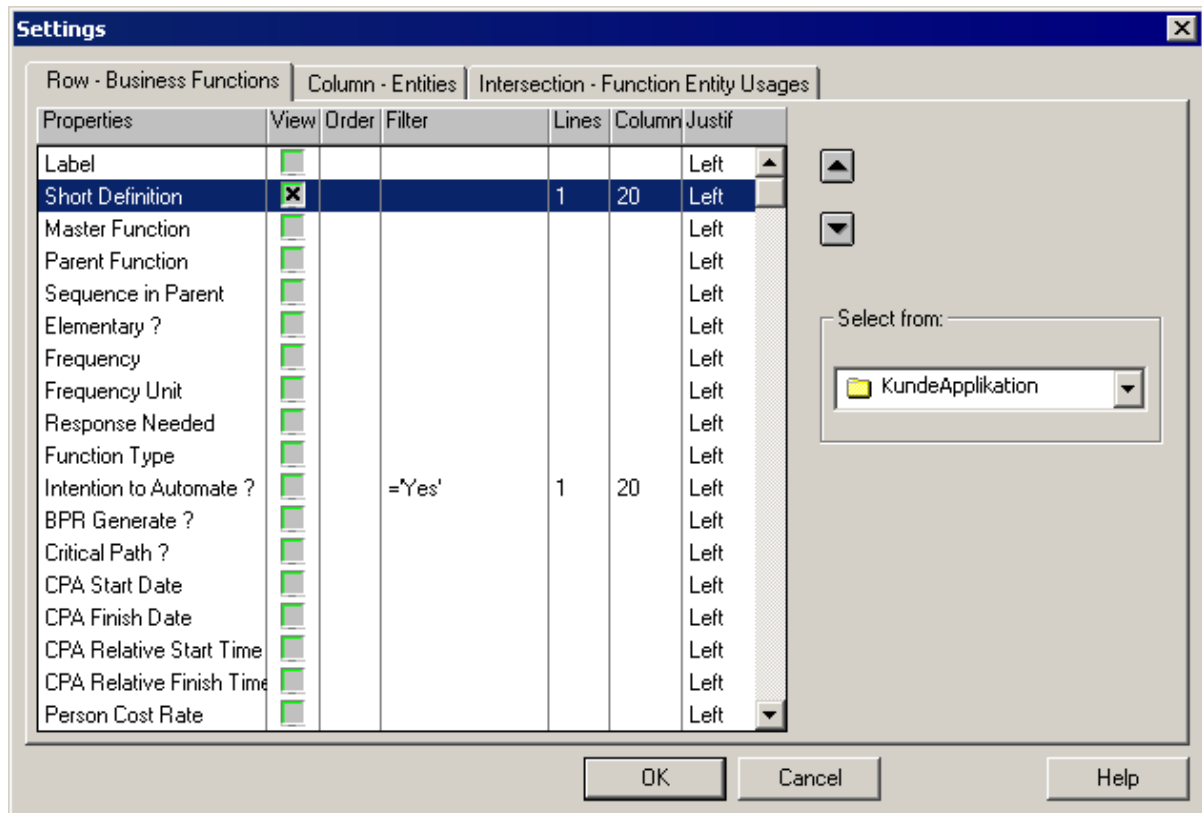 Settings
Row - Business Functions Column - Entities Intersection - Function Entity Usages
Properties View Order Filter Lines Column Justif
Label Left
Short Definition 1 20 Left
Master Function Left
Parent Function Left
Sequence in Parent Left
Elementary ? Left
Frequency Left
Frequency Unit Left
Response Needed Left
Function Type Left
Intention to Automate ? ='Yes' 1 20 Left
BPR Generate ? Left
Critical Path ? Left
CPA Start Date Left
CPA Finish Date Left
CPA Relative Start Time Left
CPA Relative Finish Time Left
Person Cost Rate Left
Select from:
KundeApplikation
OK Cancel Help